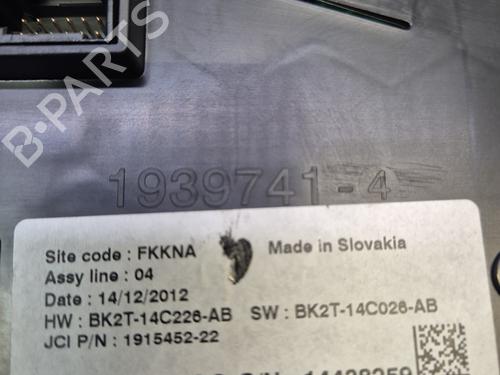 B-PARTS
1939741-4
Site code : FKKNA Made in Slovakia
Assy line : 04
Date : 14/12/2012
HW : BK2T-14C226-AB SW : BK2T-14C026-AB
JCI P/N : 1915452-22